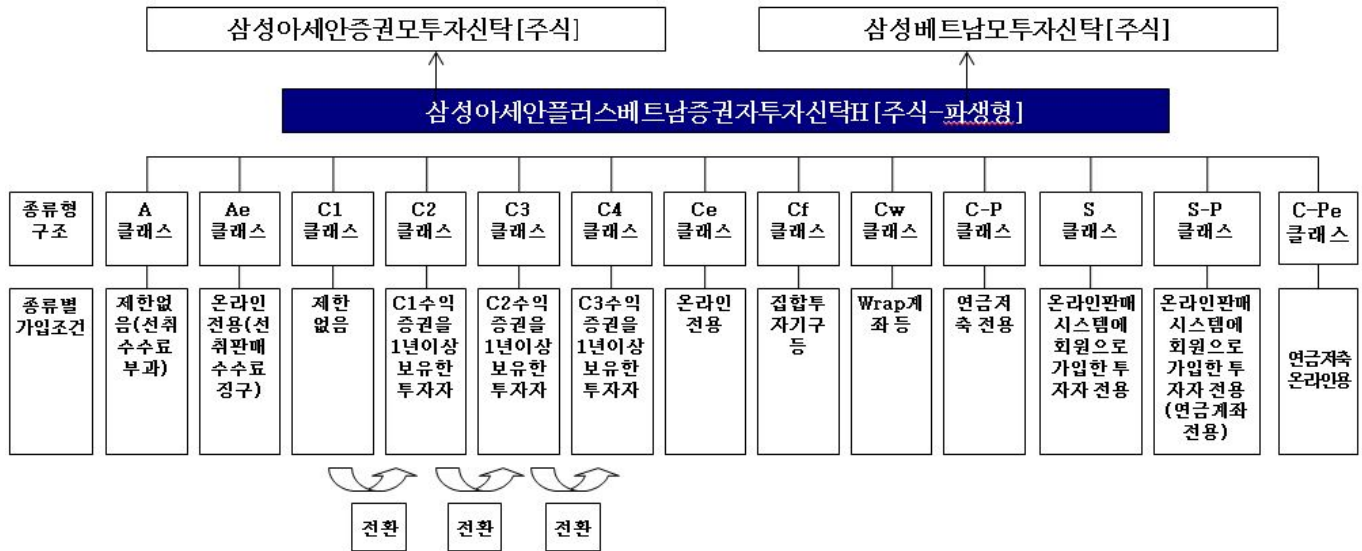 삼성아세안증권모투자신탁[주식]
삼성베트남모투자신탁[주식]
삼성아세안플러스베트남증권자투자신탁H[주식-파생형]
종류형
구조
A
클래스
Ae
클래스
C1
클래스
C2
클래스
C3
클래스
C4
클래스
Ce
클래스
Cf
클래스
Cw
클래스
C-P
클래스
S
클래스
S-P
클래스
C-Pe
클래스
종류별
가입조건
제한없
음(선취
수수료
부과)
온라인
전용(선
취판매
수수료
징구)
제한
없음
C1수익
증권을
1년이상
보유한
투자자
C2수익
증권을
1년이상
보유한
투자자
C3수익
증권을
1년이상
보유한
투자자
온라인
전용
집합투
자기구
등
Wrap계
좌 등
연금저
축 전용
온라인판매
시스템에
회원으로
가입한 투
자자 전용
온라인판매
시스템에
회원으로
가입한 투
자자 전용
(연금계좌
전용)
연금저축
온라인용
전환
전환
전환